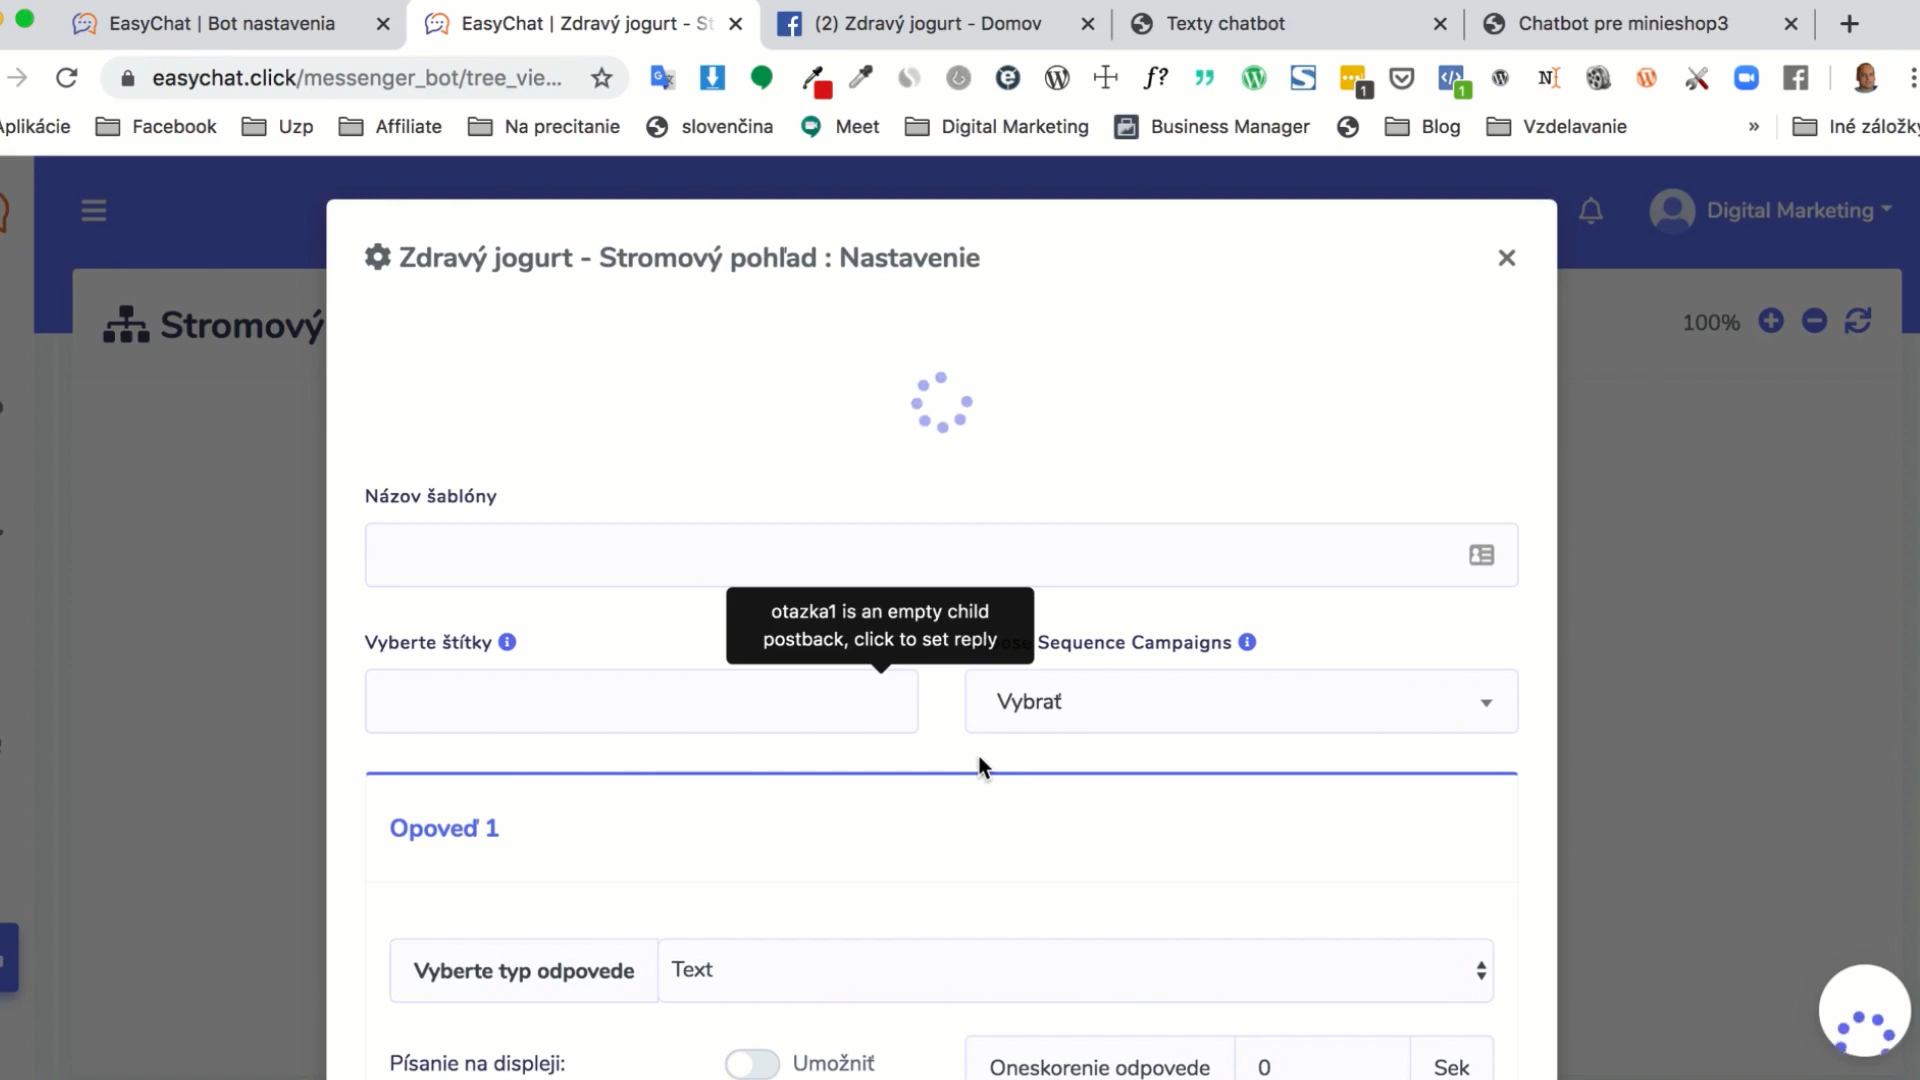 EasyChat | Bot nastavenia
EasyChat | Zdravý jogurt - St
(2) Zdravý jogurt - Domov
Texty chatbot
Chatbot pre minieshop3
easychat.click/messenger_bot/tree_vie...
plikácie
Facebook
Uzp
Affiliate
Na precitanie
slovenčina
Meet
Digital Marketing
Business Manager
Blog
Vzdelavanie
»
Iné záložky
Digital Marketing
Stromový
100%
Zdravý jogurt - Stromový pohľad : Nastavenie
Názov šablóny
otazka1 is an empty child
postback, click to set reply
Vyberte štítky
Sequence Campaigns
Vybrať
Opoveď 1
Vyberte typ odpovede
Text
Písanie na displeji:
Umožniť
Oneskorenie odpovede
0
Sek